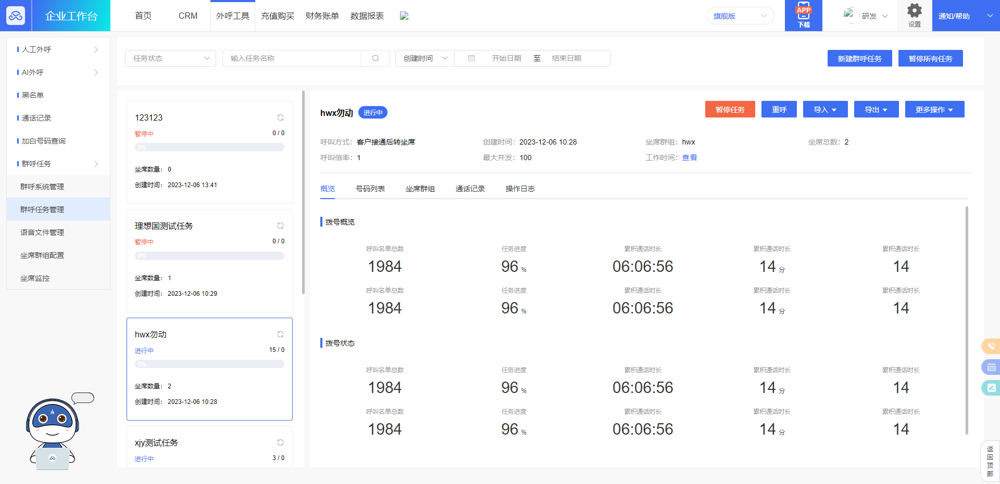 企业工作台
首页
CRM
外呼工具
充值购买
财务账单
数据报表
旗舰版
APP
下载
研发
设置
通知/帮助
人工外呼
AI外呼
黑名单
通话记录
加白号码查询
群呼任务
群呼系统管理
群呼任务管理
语音文件管理
坐席群组配置
坐席监控
任务状态
输入任务名称
创建时间
开始日期 至 结束日期
新建群呼任务
暂停所有任务
123123
暂停中 0 / 0
0%
坐席数量: 0
创建时间: 2023-12-06 13:41
理想国测试任务
暂停中 0 / 0
0%
坐席数量: 1
创建时间: 2023-12-06 10:29
hwx勿动
进行中 15 / 0
0%
坐席数量: 2
创建时间: 2023-12-06 10:28
xjy测试任务
进行中 3 / 0
hwx勿动 进行中
暂停任务
重呼
导入
导出
更多操作
呼叫方式: 客户接通后转坐席 创建时间: 2023-12-06 10:28 坐席群组: hwx 坐席总数: 2
呼叫倍率: 1 最大并发: 100 工作时间: 查看
概览 号码列表 坐席群组 通话记录 操作日志
拨号概览
呼叫名单总数 任务进度 累积通话时长 累积通话时长 累积通话时长
1984 96 % 06:06:56 14 分 14
呼叫名单总数 任务进度 累积通话时长 累积通话时长 累积通话时长
1984 96 % 06:06:56 14 分 14
拨号状态
呼叫名单总数 任务进度 累积通话时长 累积通话时长 累积通话时长
1984 96 % 06:06:56 14 分 14
呼叫名单总数 任务进度 累积通话时长 累积通话时长 累积通话时长
1984 96 % 06:06:56 14 分 14
返
回
顶
部